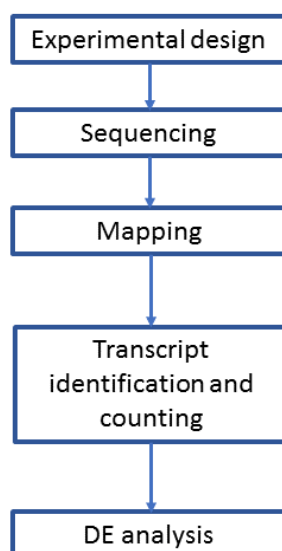 Experimental design
Sequencing
Mapping
Transcript
identification and
counting
DE analysis